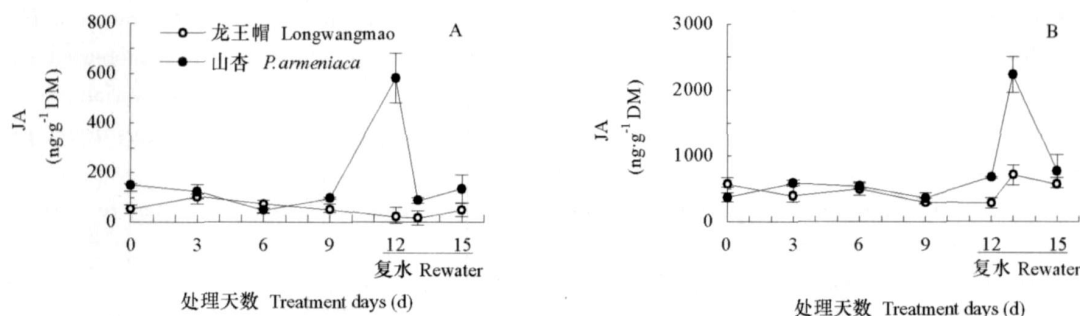 800
600
400
200
0
JA
(ng·g⁻¹ DM)
龙王帽 Longwangmao
山杏 P.armeniaca
A
0 3 6 9 12 15
复水 Rewater
处理天数 Treatment days (d)
3000
2000
1000
0
JA
(ng·g⁻¹ DM)
B
0 3 6 9 12 15
复水 Rewater
处理天数 Treatment days (d)